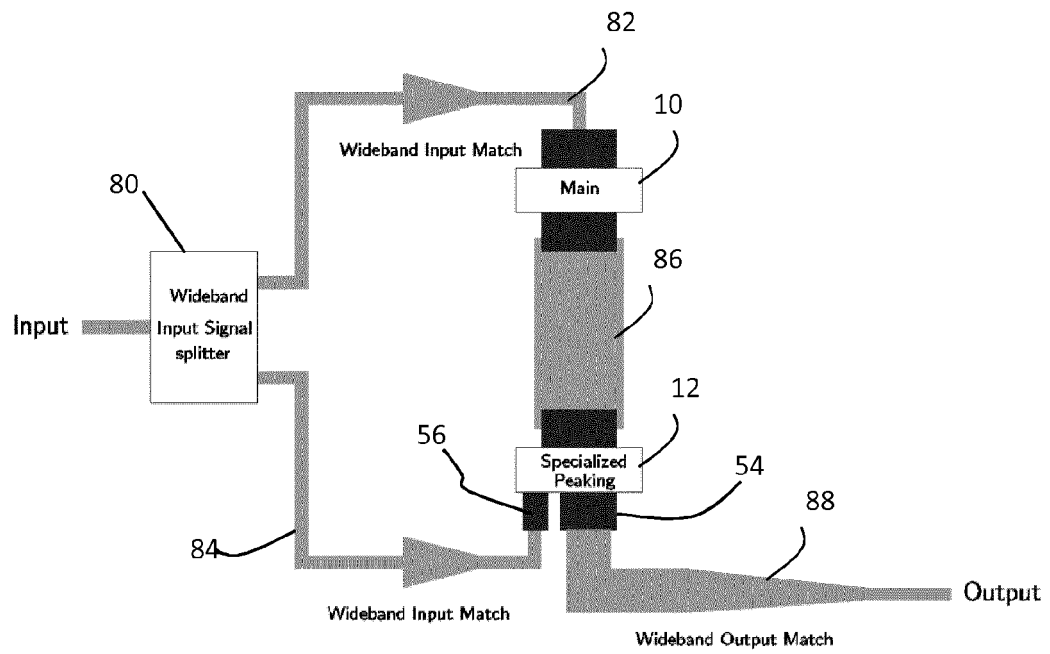 82
Wideband Input Match
10
Main
80
Wideband
Input Signal
splitter
Input
86
12
56
Specialized
Peaking
54
88
84
Output
Wideband Input Match
Wideband Output Match